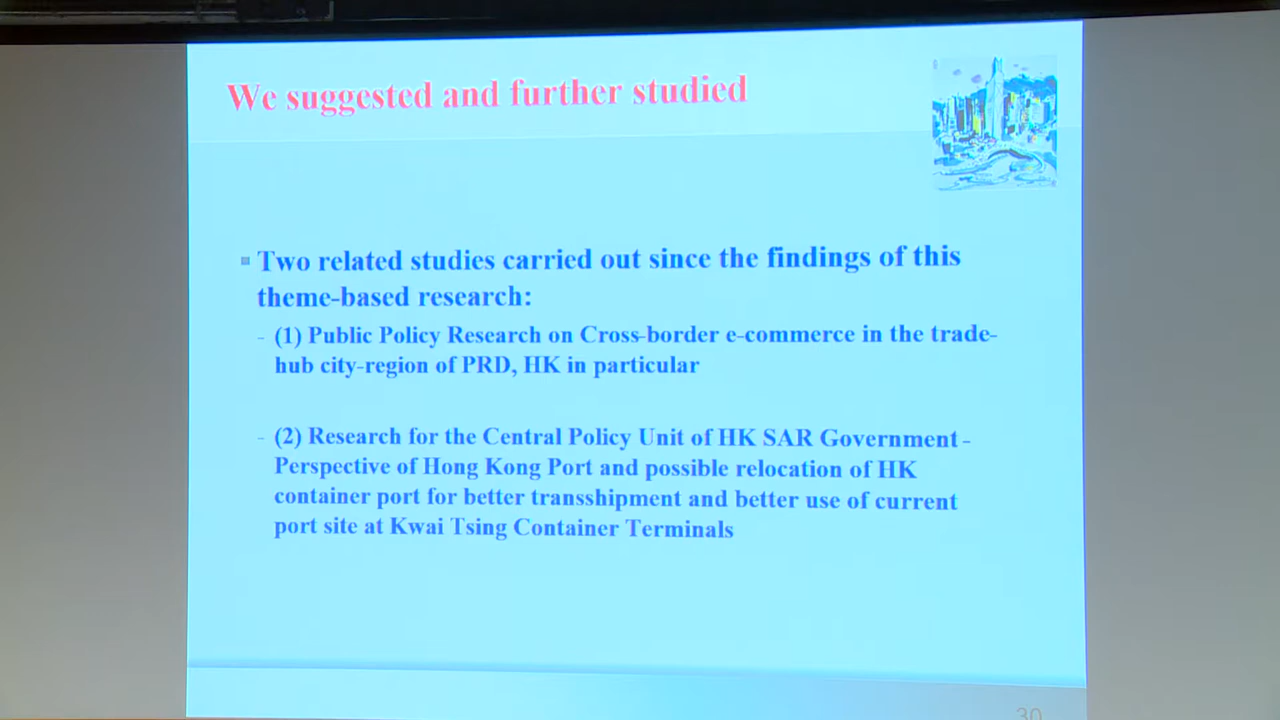 We suggested and further studied
Two related studies carried out since the findings of this
theme-based research:
- (1) Public Policy Research on Cross-border e-commerce in the trade-
hub city-region of PRD, HK in particular
- (2) Research for the Central Policy Unit of HK SAR Government -
Perspective of Hong Kong Port and possible relocation of HK
container port for better transshipment and better use of current
port site at Kwai Tsing Container Terminals
30